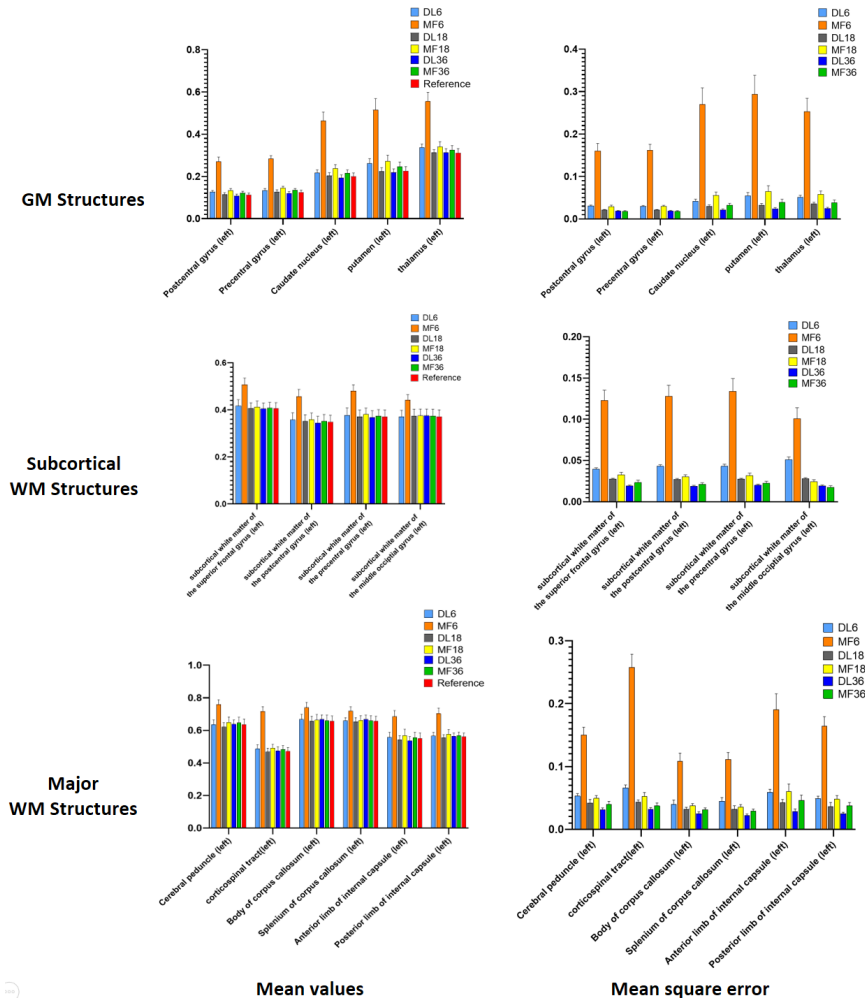 DL6
MF6
DL18
MF18
DL36
MF36
Reference
0.8
0.6
0.4
0.2
0.0
Postcentral gyrus (left)
Precentral gyrus (left)
Caudate nucleus (left)
putamen (left)
thalamus (left)
DL6
MF6
DL18
MF18
DL36
MF36
0.4
0.3
0.2
0.1
0.0
Postcentral gyrus (left)
Precentral gyrus (left)
Caudate nucleus (left)
putamen (left)
thalamus (left)
GM Structures
DL6
MF6
DL18
MF18
DL36
MF36
Reference
0.6
0.4
0.2
0.0
subcortical white matter of
the superior frontal gyrus (left)
subcortical white matter of
the postcentral gyrus (left)
subcortical white matter of
the precentral gyrus (left)
subcortical white matter of
the middle occiptial gyrus (left)
DL6
MF6
DL18
MF18
DL36
MF36
0.20
0.15
0.10
0.05
0.00
subcortical white matter of
the superior frontal gyrus (left)
subcortical white matter of
the postcentral gyrus (left)
subcortical white matter of
the precentral gyrus (left)
subcortical white matter of
the middle occipital gyrus (left)
Subcortical
WM Structures
DL6
MF6
DL18
MF18
DL36
MF36
Reference
1.0
0.8
0.6
0.4
0.2
0.0
Cerebral peduncle (left)
corticospinal tract(left)
Body of corpus callosum (left)
Splenium of corpus callosum (left)
Anterior limb of internal capsule (left)
Posterior limb of internal capsule (left)
DL6
MF6
DL18
MF18
DL36
MF36
0.3
0.2
0.1
0.0
Cerebral peduncle (left)
corticospinal tract(left)
Body of corpus callosum (left)
Splenium of corpus callosum (left)
Anterior limb of internal capsule (left)
Posterior limb of internal capsule (left)
Major
WM Structures
Mean values
Mean square error